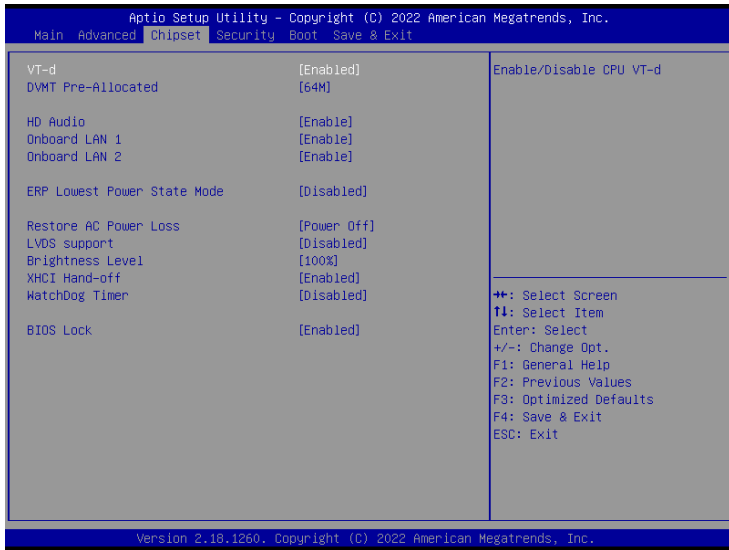 Aptio Setup Utility – Copyright (C) 2022 American Megatrends, Inc.
Main Advanced Chipset Security Boot Save & Exit
VT-d [Enabled]
DVMT Pre-Allocated [64M]
HD Audio [Enable]
Onboard LAN 1 [Enable]
Onboard LAN 2 [Enable]
ERP Lowest Power State Mode [Disabled]
Restore AC Power Loss [Power Off]
LVDS support [Disabled]
Brightness Level [100%]
XHCI Hand-off [Enabled]
WatchDog Timer [Disabled]
BIOS Lock [Enabled]
Enable/Disable CPU VT-d
→←: Select Screen
↑↓: Select Item
Enter: Select
+/-: Change Opt.
F1: General Help
F2: Previous Values
F3: Optimized Defaults
F4: Save & Exit
ESC: Exit
Version 2.18.1260. Copyright (C) 2022 American Megatrends, Inc.